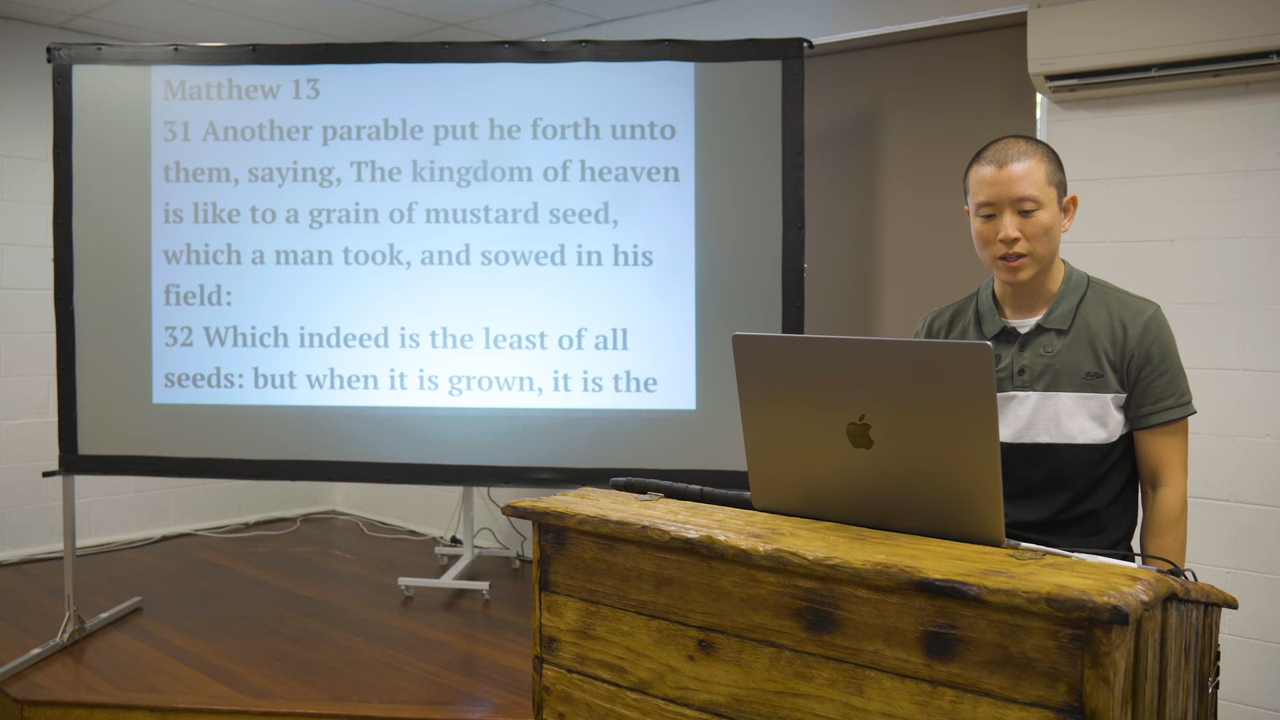 Matthew 13
31 Another parable put he forth unto
them, saying, The kingdom of heaven
is like to a grain of mustard seed,
which a man took, and sowed in his
field:
32 Which indeed is the least of all
seeds: but when it is grown, it is the